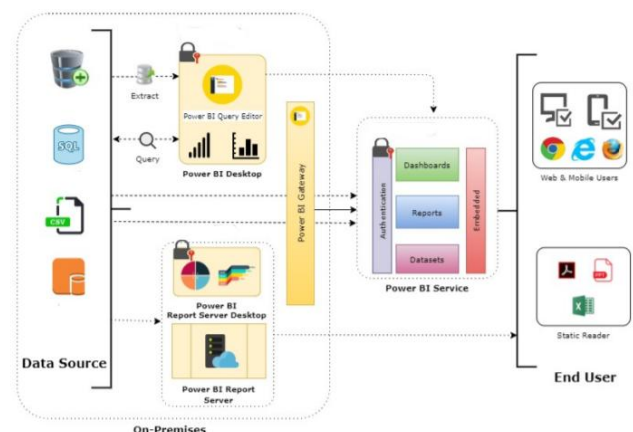 Extract
Query
SQL
CSV
Data Source
Power BI Query Editor
Power BI Desktop
Power BI
Report Server Desktop
Power BI Report
Server
On-Premises
Power BI Gateway
Authentication
Dashboards
Reports
Datasets
Embedded
Power BI Service
Web & Mobile Users
Static Reader
End User